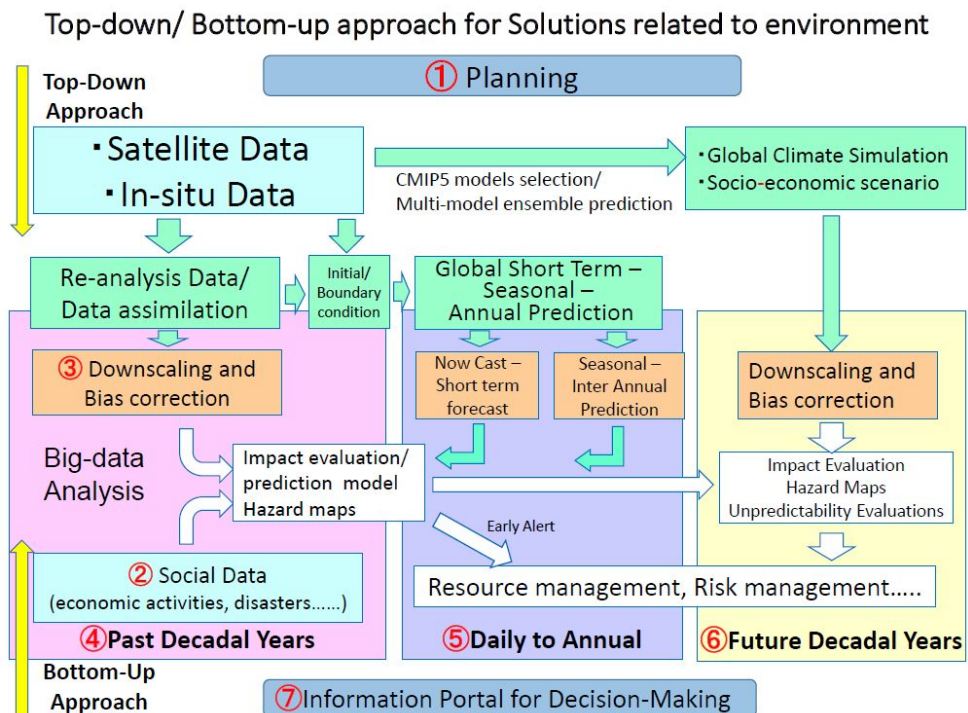 Top-down/ Bottom-up approach for Solutions related to environment
Top-Down
Approach
① Planning
・Satellite Data
・In-situ Data
CMIP5 models selection/
Multi-model ensemble prediction
・Global Climate Simulation
・Socio-economic scenario
Re-analysis Data/
Data assimilation
Initial/
Boundary
condition
Global Short Term –
Seasonal –
Annual Prediction
③ Downscaling and
Bias correction
Now Cast –
Short term
forecast
Seasonal –
Inter Annual
Prediction
Downscaling and
Bias correction
Big-data
Analysis
Impact evaluation/
prediction model
Hazard maps
Impact Evaluation
Hazard Maps
Unpredictability Evaluations
Early Alert
② Social Data
(economic activities, disasters......)
Resource management, Risk management.....
④Past Decadal Years
⑤Daily to Annual
⑥Future Decadal Years
Bottom-Up
Approach
⑦Information Portal for Decision-Making